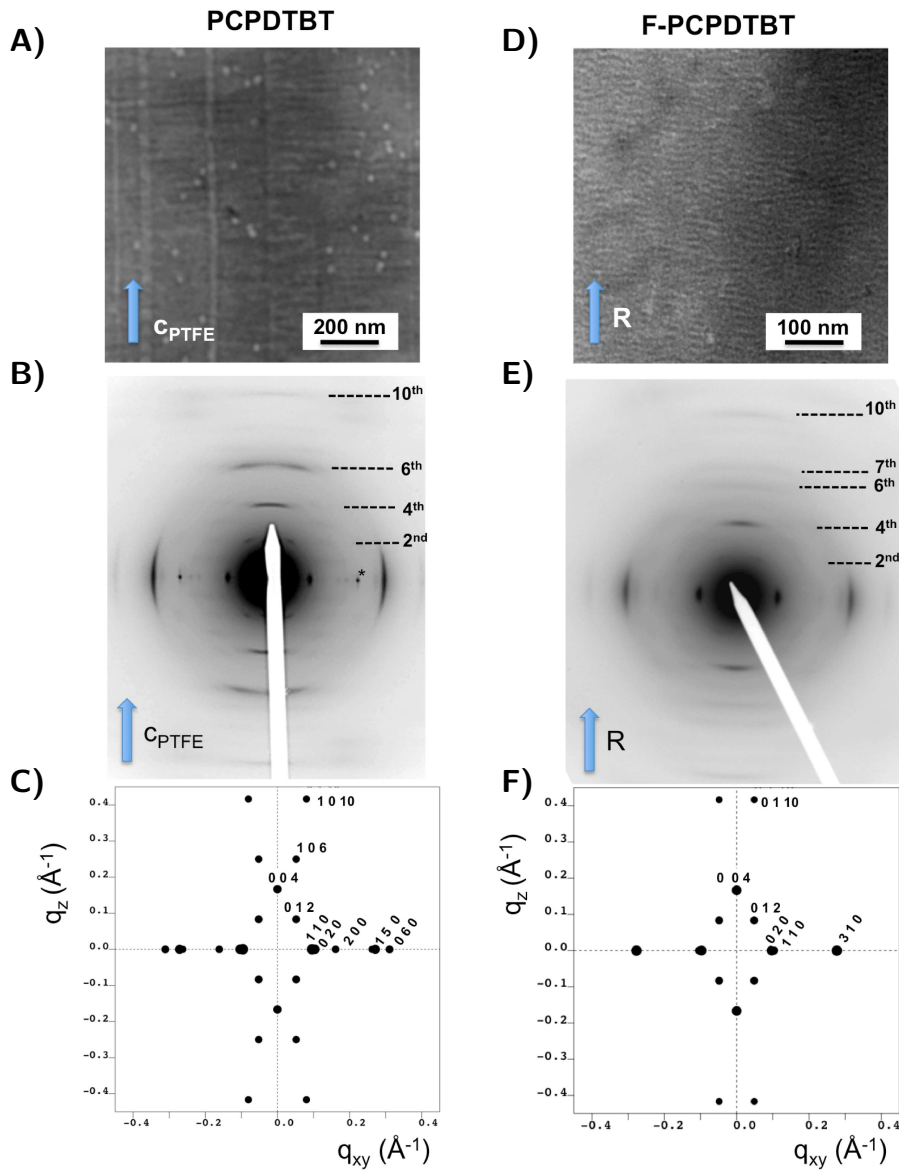 PCPDTBT
F-PCPDTBT
A)
D)
c_PTFE
200 nm
R
100 nm
B)
E)
10th
6th
4th
2nd
*
c_PTFE
10th
7th
6th
4th
2nd
R
C)
F)
q_z (Å⁻¹)
0.4
0.3
0.2
0.1
0.0
-0.1
-0.2
-0.3
-0.4
1 0 10
1 0 6
0 0 4
0 1 2
1 1 0
0 2 0
2 0 0
1 5 0
0 6 0
-0.4
-0.2
0.0
0.2
0.4
q_xy (Å⁻¹)
q_z (Å⁻¹)
0.4
0.3
0.2
0.1
0.0
-0.1
-0.2
-0.3
-0.4
0 1 10
0 0 4
0 1 2
0 2 0
1 1 0
3 1 0
-0.4
-0.2
0.0
0.2
0.4
q_xy (Å⁻¹)